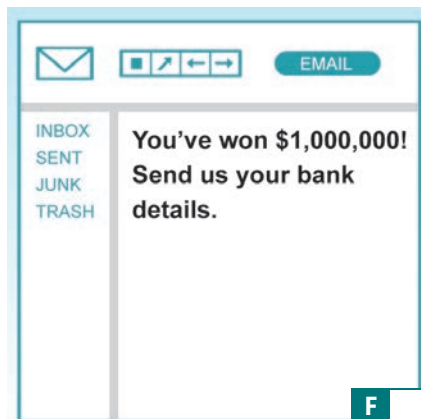 EMAIL
INBOX
SENT
JUNK
TRASH
You've won $1,000,000!
Send us your bank
details.
F